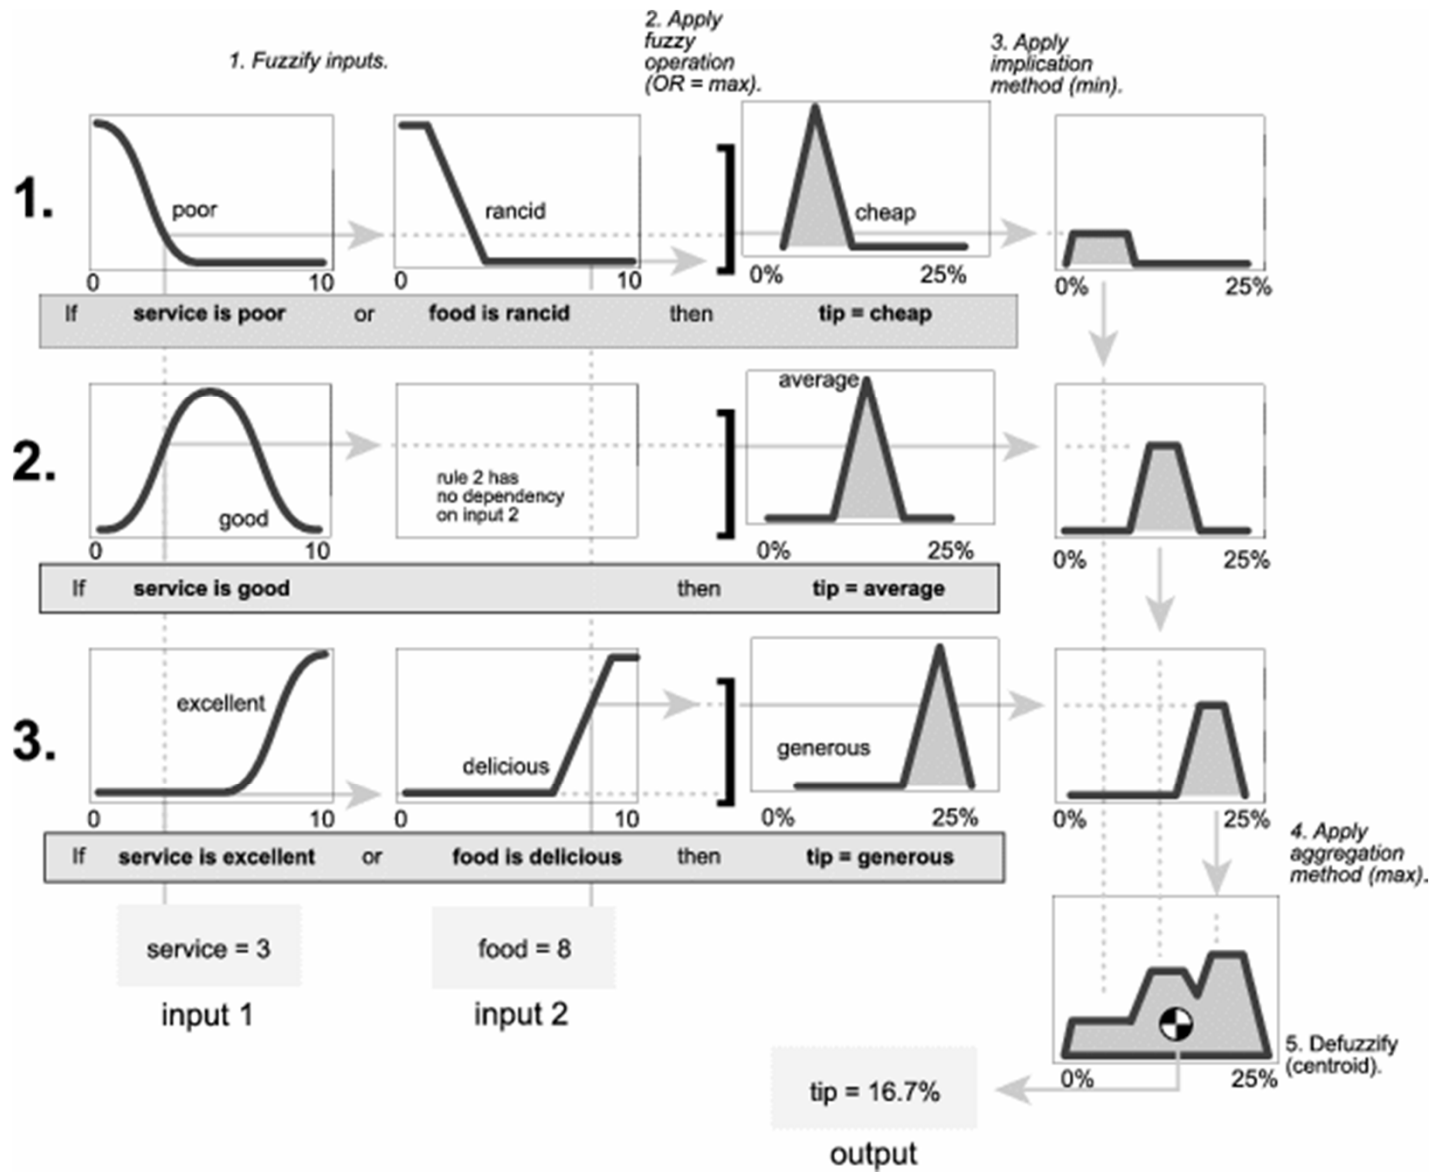 1. Fuzzify inputs.
2. Apply
fuzzy
operation
(OR = max).
3. Apply
implication
method (min).
1.
poor
0
10
rancid
0
10
cheap
0%
25%
0%
25%
If service is poor or food is rancid then tip = cheap
2.
good
0
10
rule 2 has
no dependency
on input 2
average
0%
25%
0%
25%
If service is good then tip = average
3.
excellent
0
10
delicious
0
10
generous
0%
25%
0%
25%
If service is excellent or food is delicious then tip = generous
4. Apply
aggregation
method (max).
service = 3
input 1
food = 8
input 2
0%
25%
5. Defuzzify
(centroid).
tip = 16.7%
output